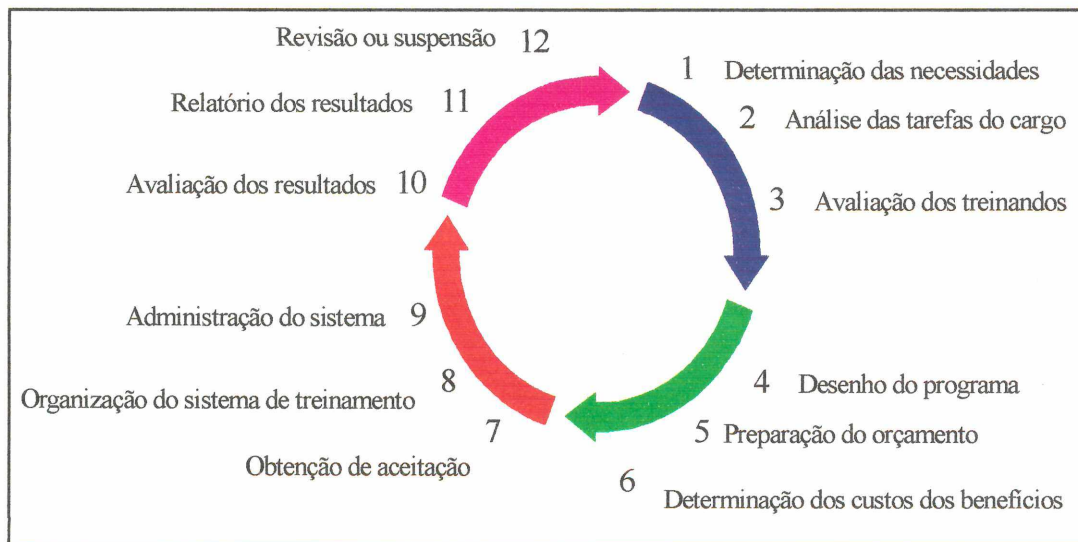 1 Determinação das necessidades
2 Análise das tarefas do cargo
3 Avaliação dos treinandos
4 Desenho do programa
5 Preparação do orçamento
6 Determinação dos custos dos benefícios
7 Obtenção de aceitação
8 Organização do sistema de treinamento
9 Administração do sistema
10 Avaliação dos resultados
11 Relatório dos resultados
12 Revisão ou suspensão